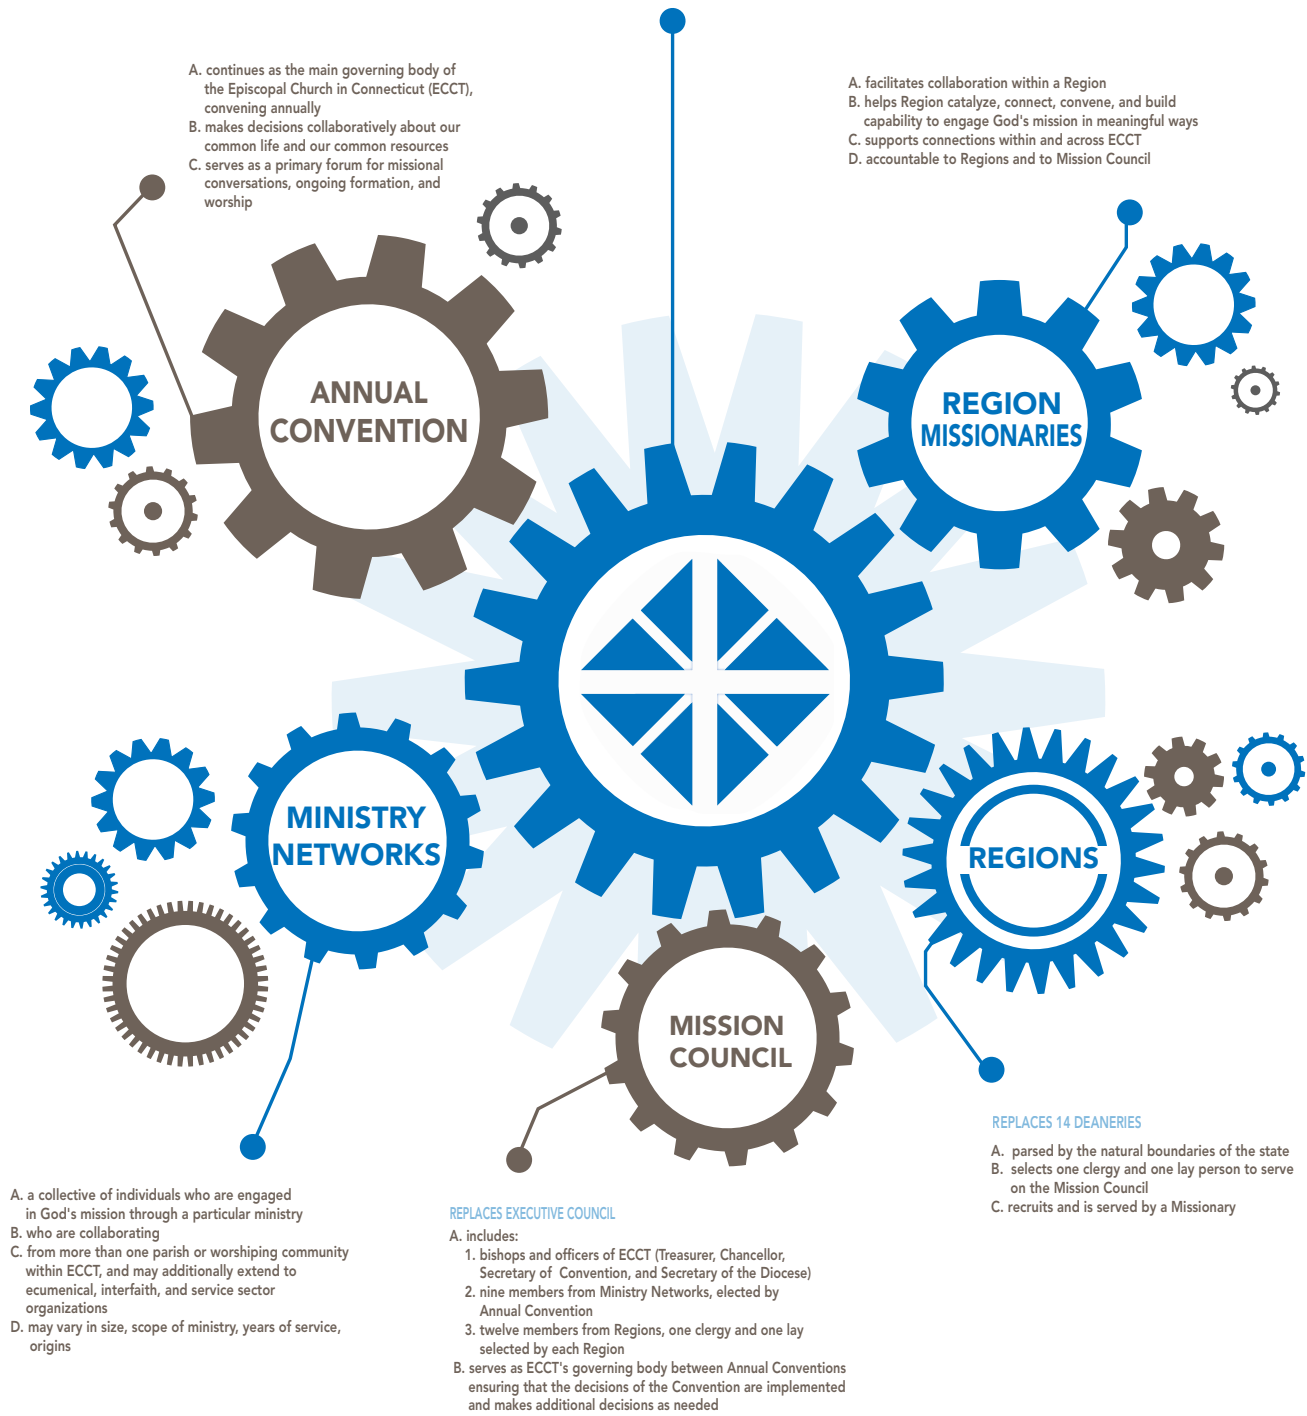 A. continues as the main governing body of
the Episcopal Church in Connecticut (ECCT),
convening annually
B. makes decisions collaboratively about our
common life and our common resources
C. serves as a primary forum for missional
conversations, ongoing formation, and
worship
A. facilitates collaboration within a Region
B. helps Region catalyze, connect, convene, and build
capability to engage God's mission in meaningful ways
C. supports connections within and across ECCT
D. accountable to Regions and to Mission Council
ANNUAL
CONVENTION
REGION
MISSIONARIES
MINISTRY
NETWORKS
REGIONS
MISSION
COUNCIL
REPLACES 14 DEANERIES
A. parsed by the natural boundaries of the state
B. selects one clergy and one lay person to serve
on the Mission Council
C. recruits and is served by a Missionary
A. a collective of individuals who are engaged
in God's mission through a particular ministry
B. who are collaborating
C. from more than one parish or worshiping community
within ECCT, and may additionally extend to
ecumenical, interfaith, and service sector
organizations
D. may vary in size, scope of ministry, years of service,
origins
REPLACES EXECUTIVE COUNCIL
A. includes:
1. bishops and officers of ECCT (Treasurer, Chancellor,
Secretary of Convention, and Secretary of the Diocese)
2. nine members from Ministry Networks, elected by
Annual Convention
3. twelve members from Regions, one clergy and one lay
selected by each Region
B. serves as ECCT's governing body between Annual Conventions
ensuring that the decisions of the Convention are implemented
and makes additional decisions as needed